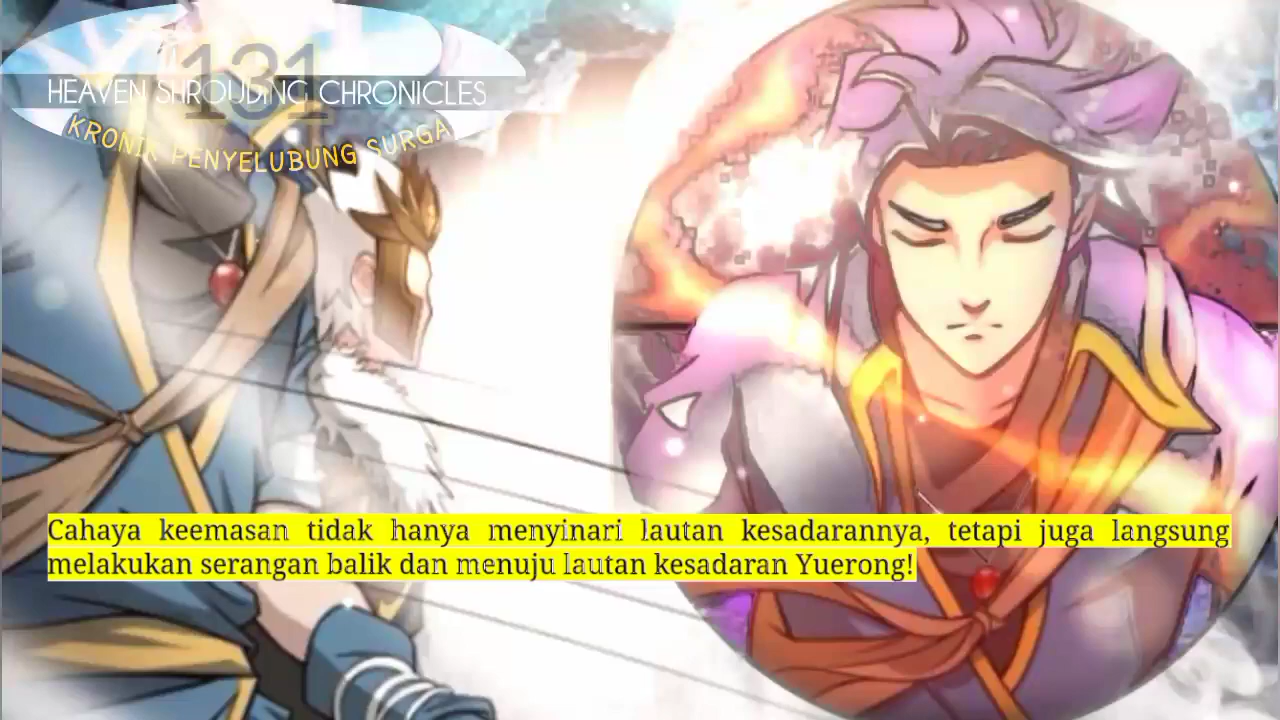 131
HEAVEN SHROUDING CHRONICLES
KRONIK PENYELUBUNG SURGA
Cahaya keemasan tidak hanya menyinari lautan kesadarannya, tetapi juga langsung
melakukan serangan balik dan menuju lautan kesadaran Yuerong!